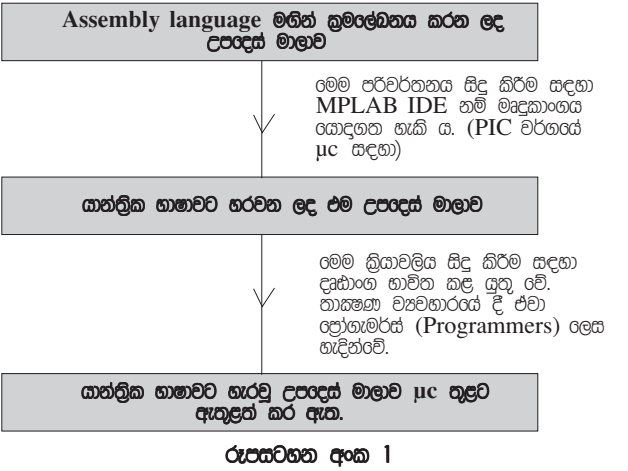 Assembly language මගින් ක්‍රමලේඛනය කරන ලද
උපදෙස් මාලාව
මෙම පරිවර්තනය සිදු කිරීම සඳහා
MPLAB IDE නම් මෘදුකාංගය
යොදාගත හැකි ය. (PIC වර්ගයේ
µc සඳහා)
යාන්ත්‍රික භාෂාවට හරවන ලද එම උපදෙස් මාලාව
මෙම ක්‍රියාවලිය සිදු කිරීම සඳහා
දෘඪාංග භාවිත කළ යුතු වේ.
තාක්‍ෂණ ව්‍යවහාරයේ දී ඒවා
ප්‍රෝගැමර්ස් (Programmers) ලෙස
හැඳින්වේ.
යාන්ත්‍රික භාෂාවට හැරවූ උපදෙස් මාලාව µc තුළට
ඇතුළත් කර ඇත.
රූපසටහන අංක 1